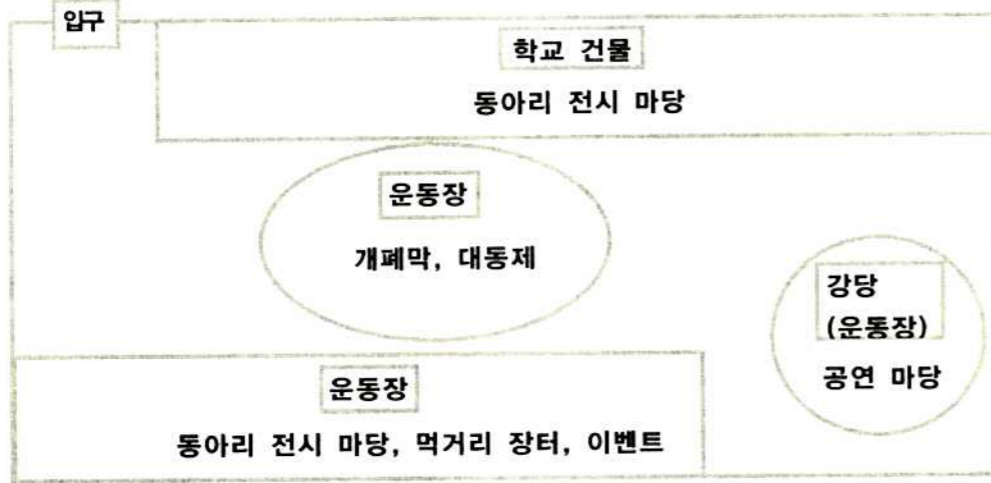 입구
학교 건물
동아리 전시 마당
운동장
개폐막, 대동제
강당
(운동장)
공연 마당
운동장
동아리 전시 마당, 먹거리 장터, 이벤트